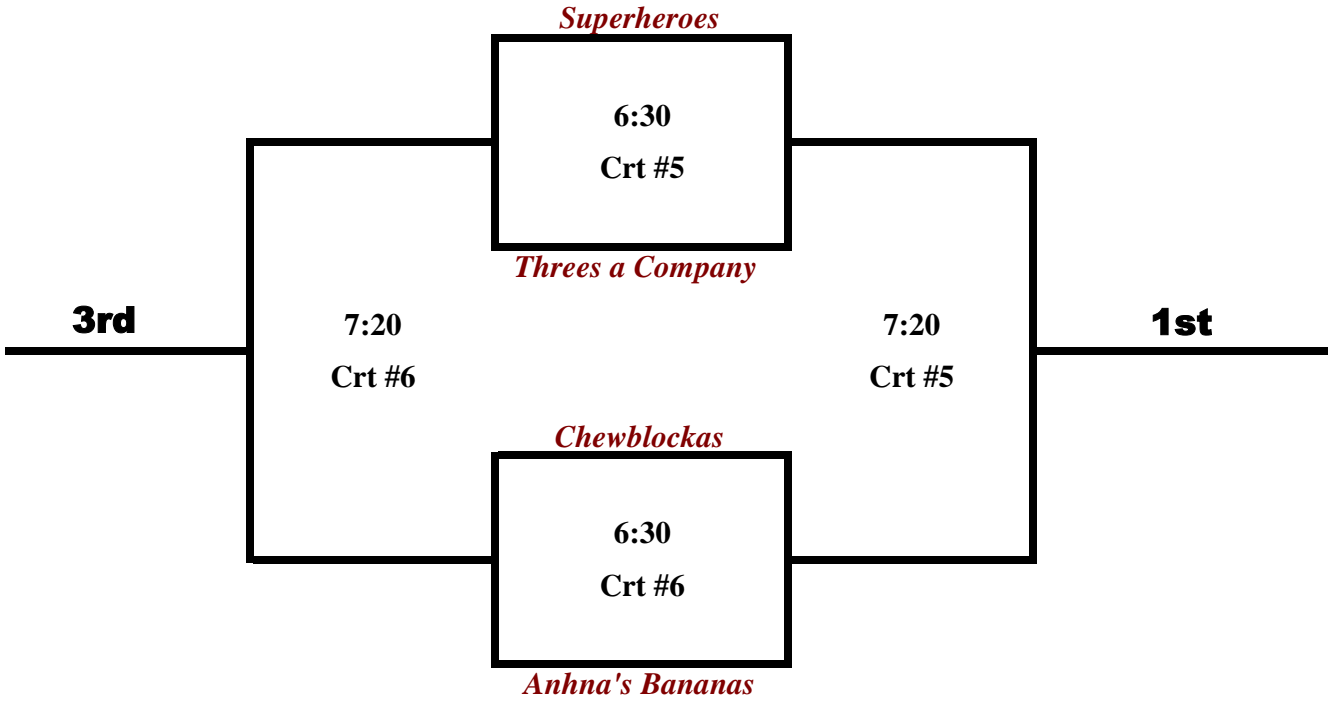 Superheroes
6:30
Crt #5
Threes a Company
3rd
7:20
Crt #6
7:20
Crt #5
1st
Chewblockas
6:30
Crt #6
Anhna's Bananas